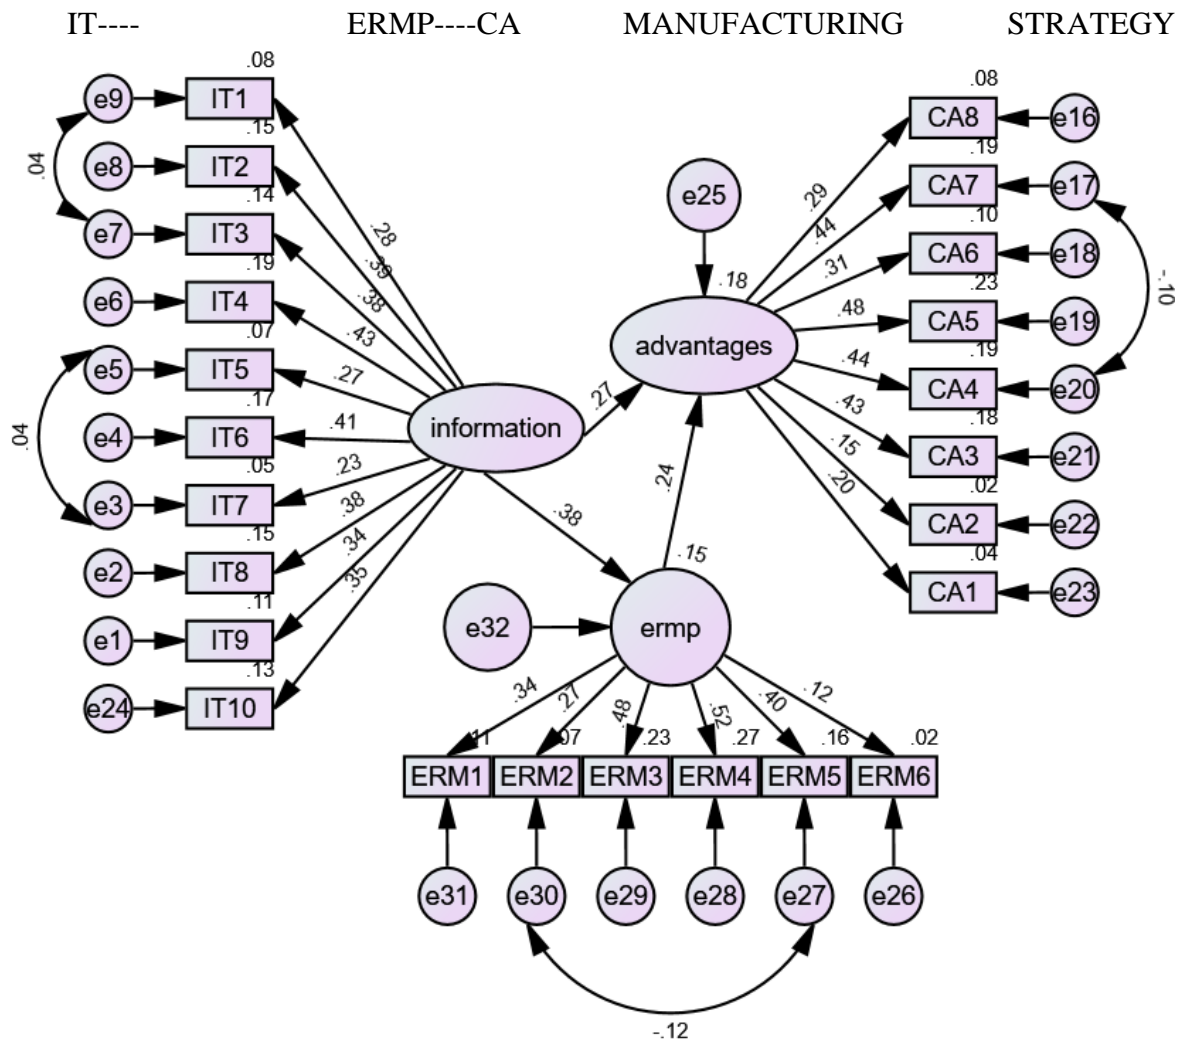 IT---- ERMP----CA MANUFACTURING STRATEGY
.08
.08
e9 IT1
CA8 e16
.15
.19
e8 IT2
CA7 e17
.04
.14
.10
e25
e7 IT3
CA6 e18
.19
.23
e6 IT4
CA5 e19
-.10
.07
.19
e5 IT5
CA4 e20
.17
.18
e4 IT6
CA3 e21
.04
.05
.02
e3 IT7
CA2 e22
.15
.04
e2 IT8
CA1 e23
.11
e1 IT9
.13
e24 IT10
.28
.39
.38
.43
.27
.41
.23
.38
.34
.35
information
.27
.38
.18
advantages
.29
.44
.31
.48
.44
.43
.15
.20
.24
.15
e32 ermp
.34 .27 .48 .52 .40 .12
.11 .07 .23 .27 .16 .02
ERM1 ERM2 ERM3 ERM4 ERM5 ERM6
e31 e30 e29 e28 e27 e26
-.12